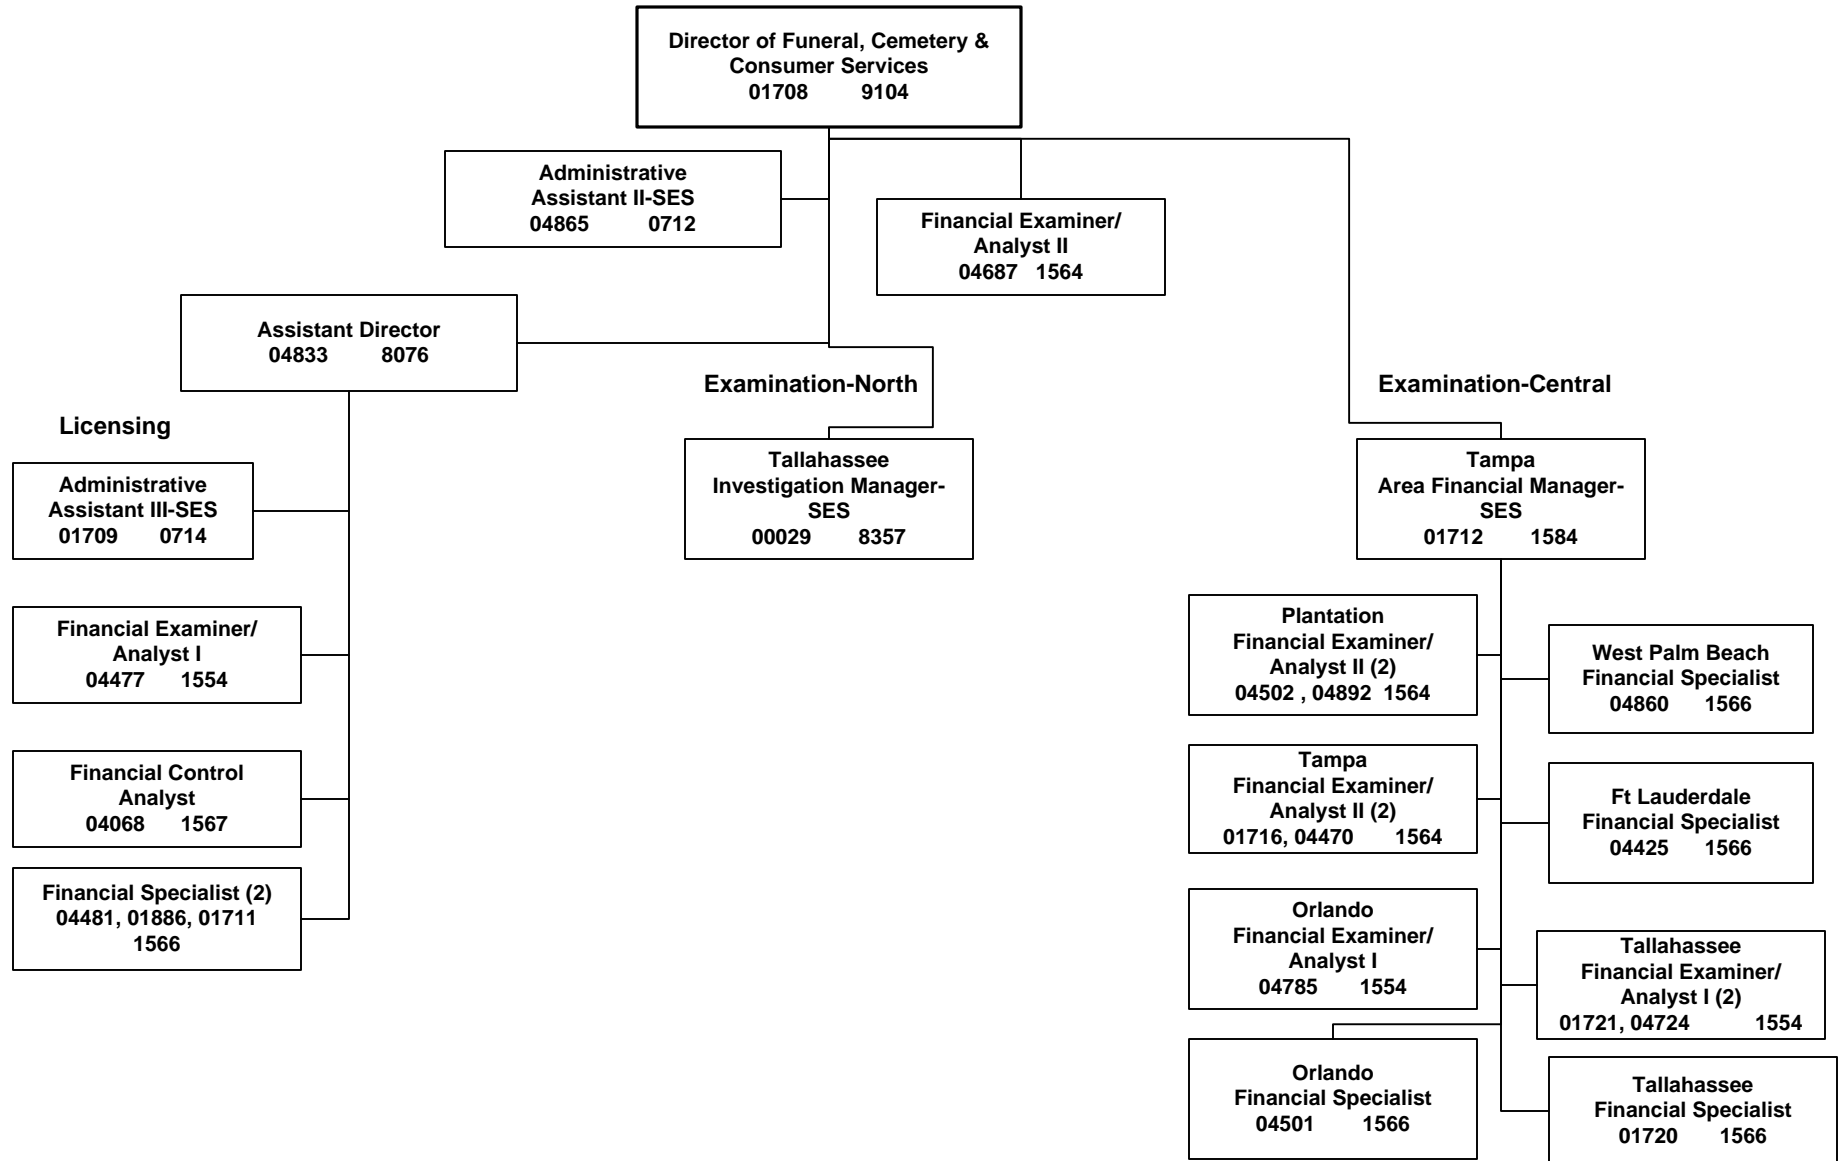 Director of Funeral, Cemetery &
Consumer Services
01708 9104
Administrative
Assistant II-SES
04865 0712
Financial Examiner/
Analyst II
04687 1564
Assistant Director
04833 8076
Licensing
Administrative
Assistant III-SES
01709 0714
Financial Examiner/
Analyst I
04477 1554
Financial Control
Analyst
04068 1567
Financial Specialist (2)
04481, 01886, 01711
1566
Examination-North
Tallahassee
Investigation Manager-
SES
00029 8357
Examination-Central
Tampa
Area Financial Manager-
SES
01712 1584
Plantation
Financial Examiner/
Analyst II (2)
04502 , 04892 1564
West Palm Beach
Financial Specialist
04860 1566
Tampa
Financial Examiner/
Analyst II (2)
01716, 04470 1564
Ft Lauderdale
Financial Specialist
04425 1566
Orlando
Financial Examiner/
Analyst I
04785 1554
Tallahassee
Financial Examiner/
Analyst I (2)
01721, 04724 1554
Orlando
Financial Specialist
04501 1566
Tallahassee
Financial Specialist
01720 1566